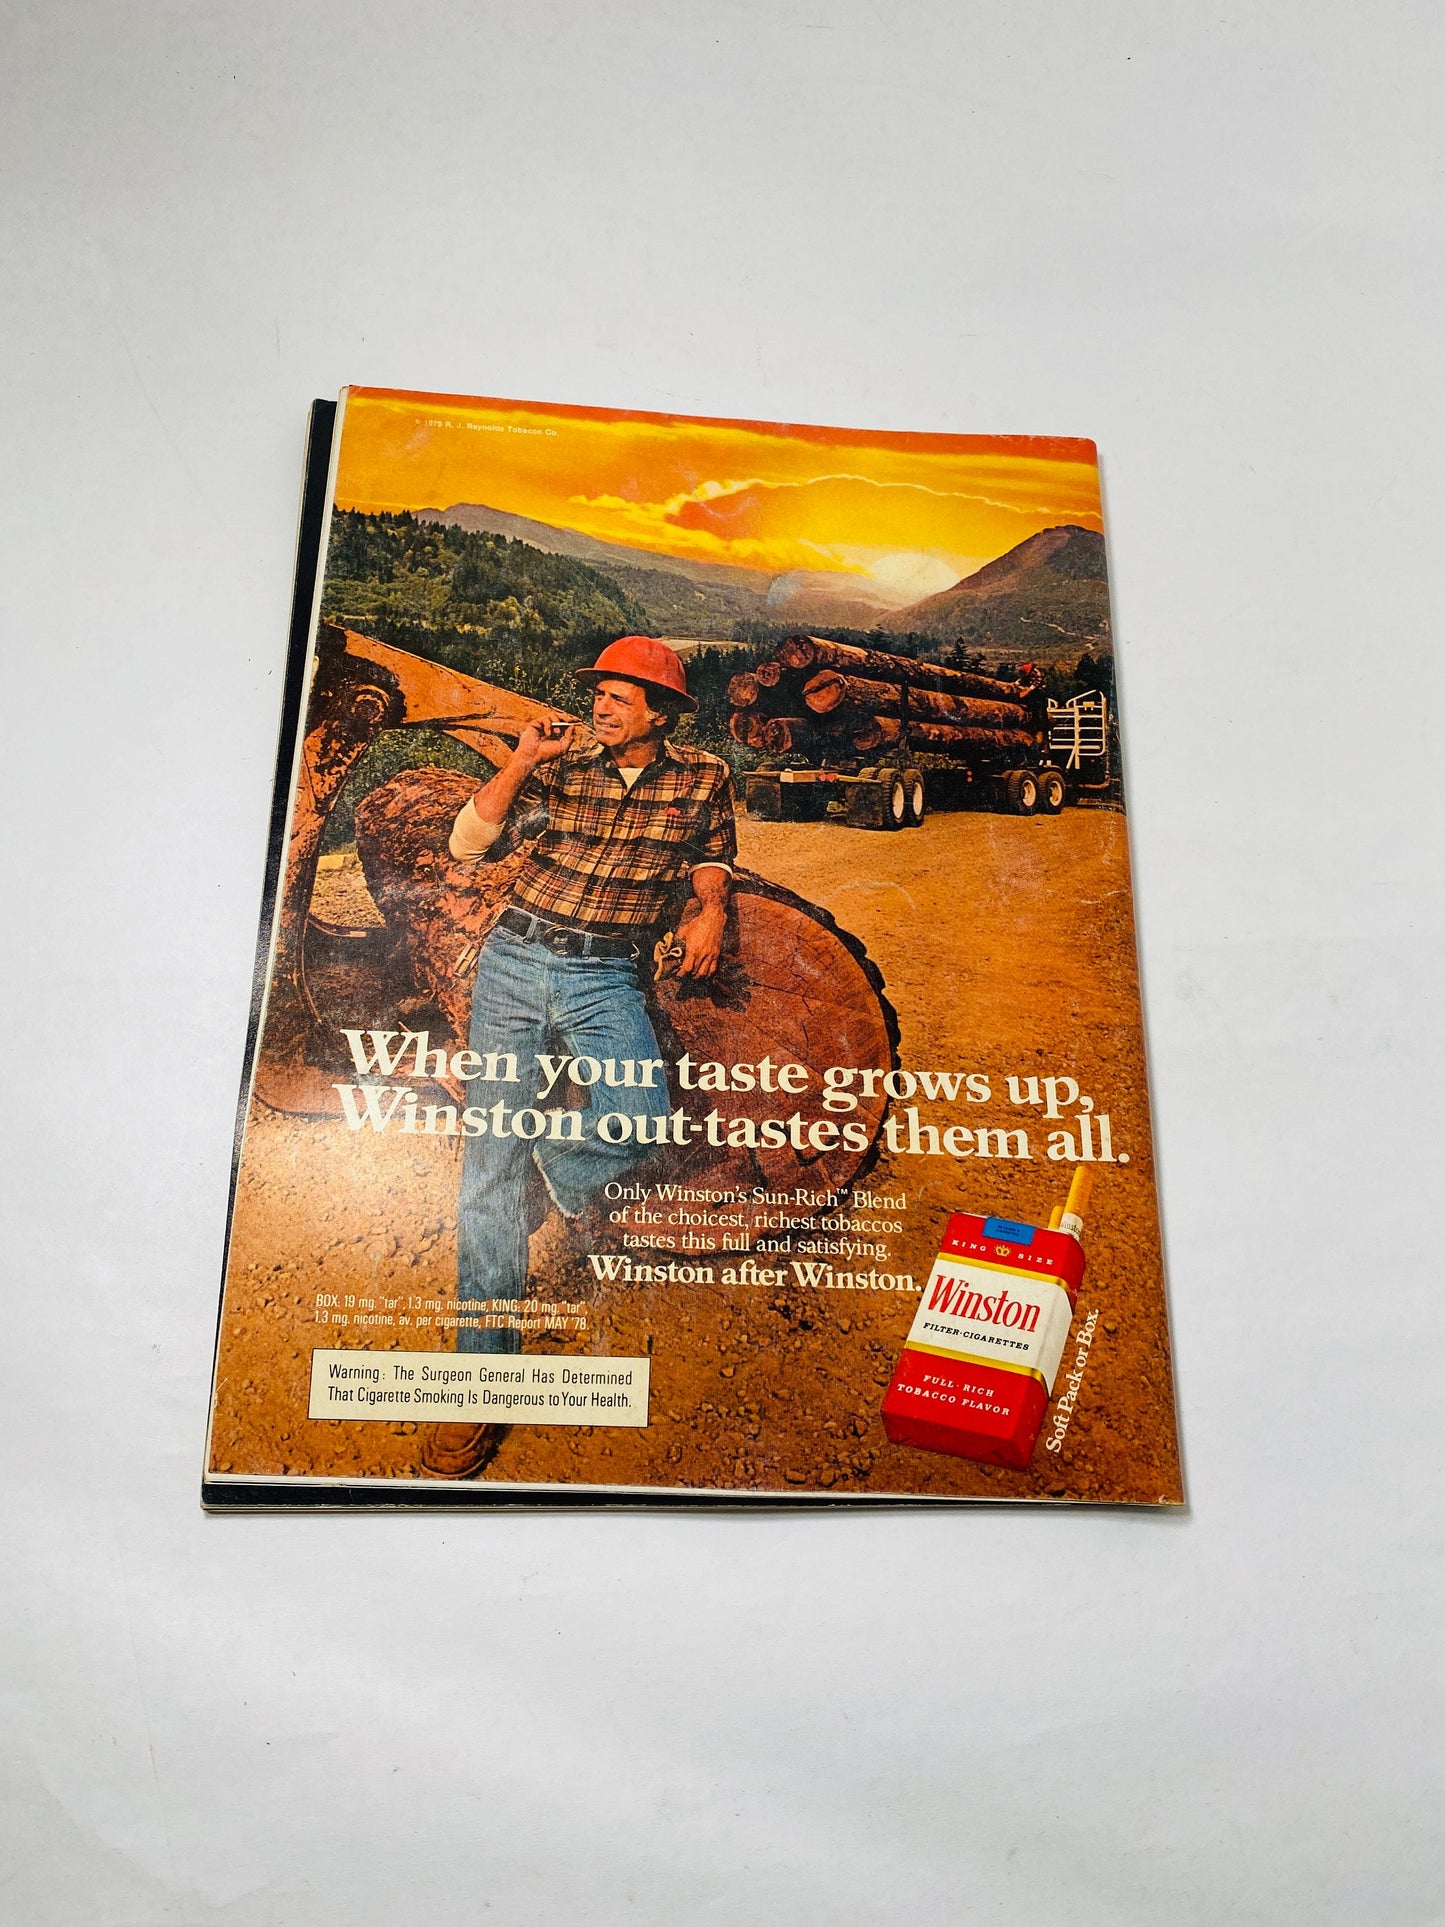 © 1979 R. J. Reynolds Tobacco Co.
When your taste grows up,
Winston out-tastes them all.
Only Winston's Sun-Rich™ Blend
of the choicest, richest tobaccos
tastes this full and satisfying.
Winston after Winston.
BOX: 19 mg. "tar", 1.3 mg. nicotine, KING: 20 mg. "tar",
1.3 mg. nicotine, av. per cigarette, FTC Report MAY '78.
Warning: The Surgeon General Has Determined
That Cigarette Smoking Is Dangerous to Your Health.
KING SIZE
Winston
FILTER·CIGARETTES
FULL·RICH
TOBACCO FLAVOR
Soft Pack or Box.